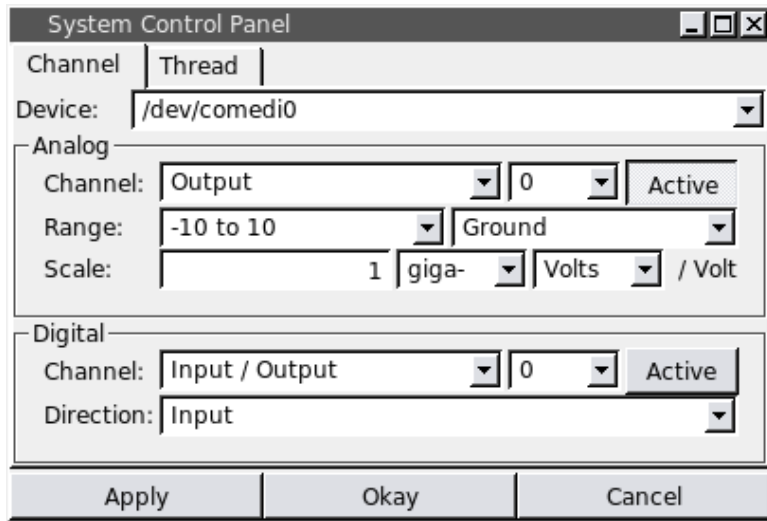 System Control Panel
Channel Thread
Device: /dev/comedi0
Analog
Channel: Output 0 Active
Range: -10 to 10 Ground
Scale: 1 giga- Volts / Volt
Digital
Channel: Input / Output 0 Active
Direction: Input
Apply Okay Cancel